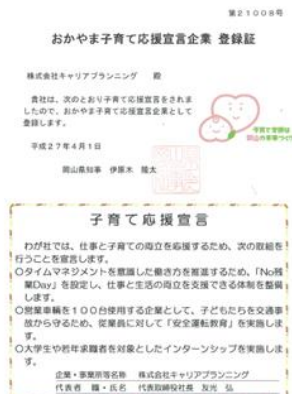 第21008号
おかやま子育て応援宣言企業 登録証
株式会社キャリアプランニング 殿
貴社は、次のとおり子育て応援宣言をされま
したので、おかやま子育て応援宣言企業として
登録します。
平成27年4月1日
岡山県知事 伊原木 隆太
子育て応援は
岡山の未来づくり
子育て応援宣言
わが社では、仕事と子育ての両立を応援するため、次の取組を
行うことを宣言します。
○タイムマネジメントを意識した働き方を推進するため、「No残
業Day」を設定し、仕事と生活の両立を支援できる体制を整備
します。
○営業車輌を100台使用する企業として、子どもたちを交通事
故から守るため、従業員に対して「安全運転教育」を実施しま
す。
○大学生や若年求職者を対象としたインターンシップを実施しま
す。
企業・事業所等名称 株式会社キャリアプランニング
代表者 職・氏名 代表取締役社長 友光 弘